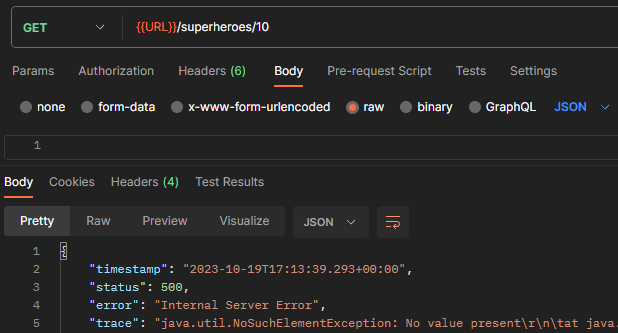 GET {{URL}}/superheroes/10
Params Authorization Headers (6) Body Pre-request Script Tests Settings
none form-data x-www-form-urlencoded raw binary GraphQL JSON
1
Body Cookies Headers (4) Test Results
Pretty Raw Preview Visualize JSON
1 {
2 "timestamp": "2023-10-19T17:13:39.293+00:00",
3 "status": 500,
4 "error": "Internal Server Error",
5 "trace": "java.util.NoSuchElementException: No value present\r\n\tat java.